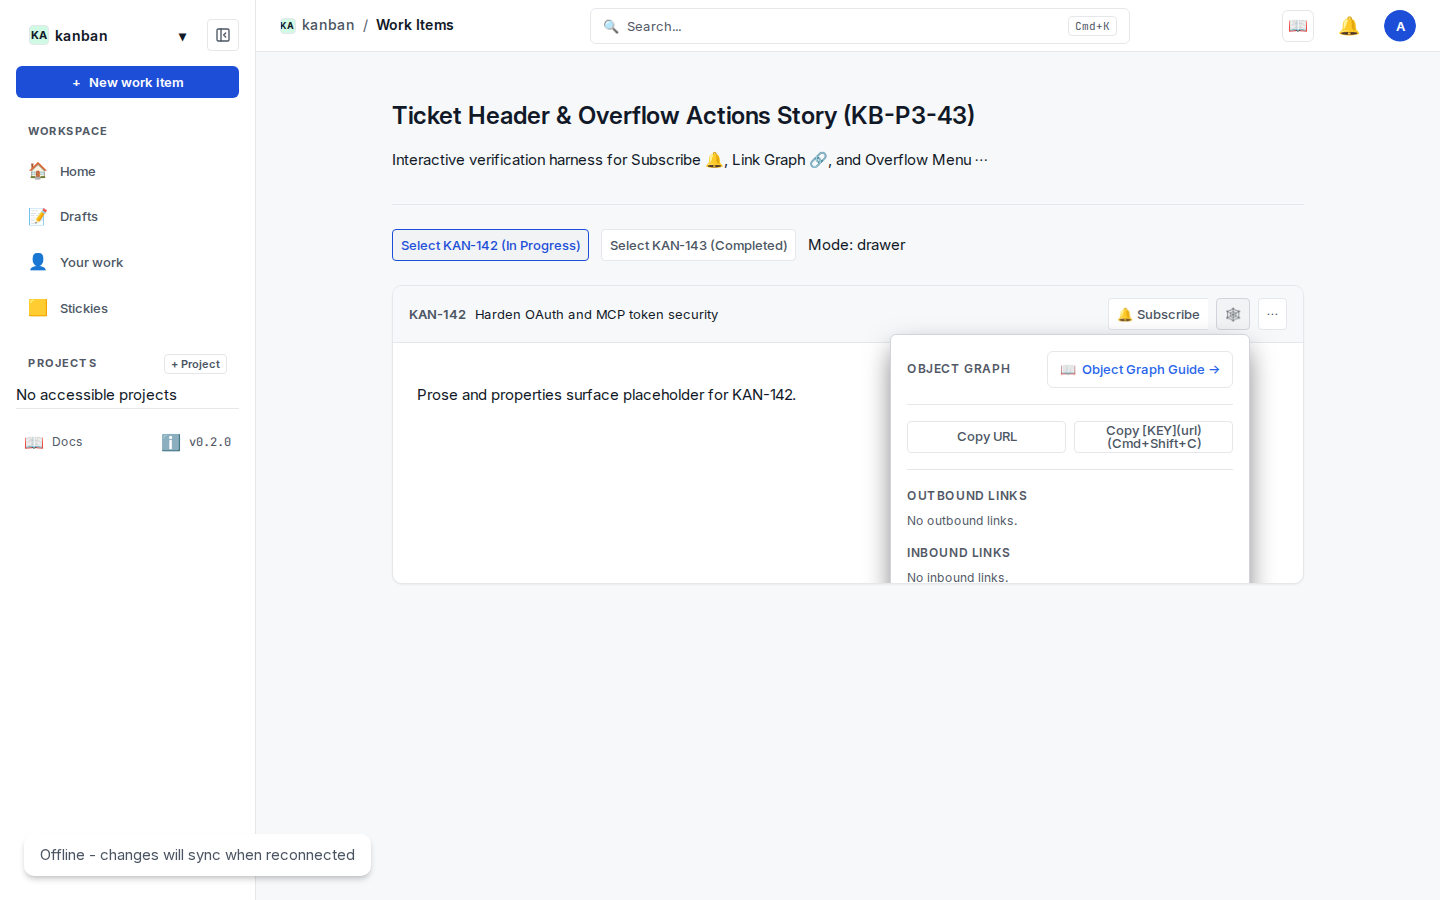 KA kanban ▼
+ New work item
WORKSPACE
Home
Drafts
Your work
Stickies
PROJECTS
+ Project
No accessible projects
Docs
v0.2.0
KA kanban / Work Items
Search...
Cmd+K
A
Ticket Header & Overflow Actions Story (KB-P3-43)
Interactive verification harness for Subscribe 🔔, Link Graph 🔗, and Overflow Menu ···
Select KAN-142 (In Progress)
Select KAN-143 (Completed)
Mode: drawer
KAN-142 Harden OAuth and MCP token security
🔔 Subscribe
···
Prose and properties surface placeholder for KAN-142.
OBJECT GRAPH
📖 Object Graph Guide →
Copy URL
Copy [KEY](url)
(Cmd+Shift+C)
OUTBOUND LINKS
No outbound links.
INBOUND LINKS
No inbound links.
Offline - changes will sync when reconnected